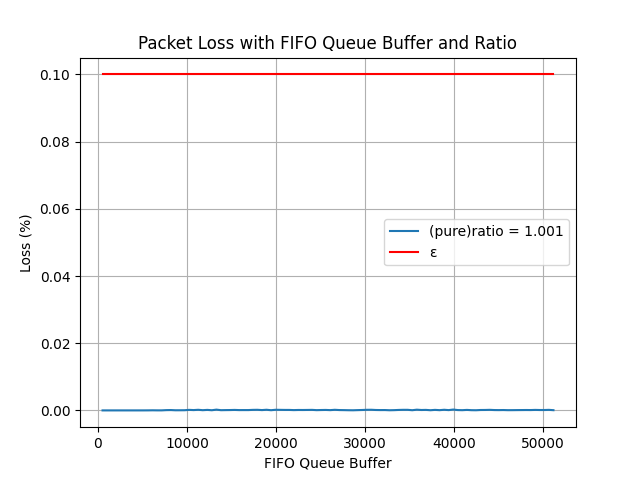 Packet Loss with FIFO Queue Buffer and Ratio
0.10
0.08
0.06
0.04
0.02
0.00
Loss (%)
(pure)ratio = 1.001
ε
0 10000 20000 30000 40000 50000
FIFO Queue Buffer